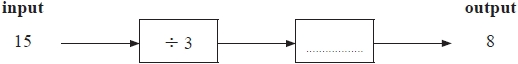 input output
15 ÷ 3 .................. 8